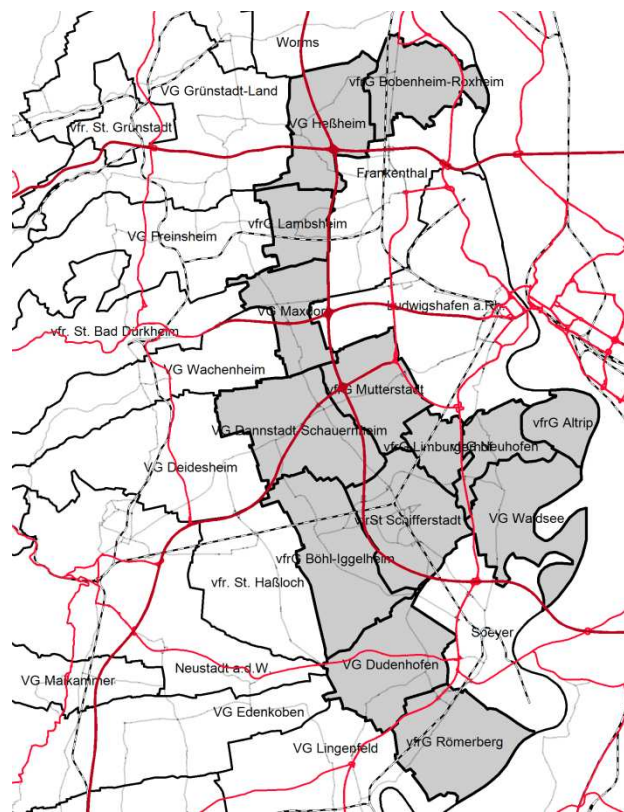 Worms
vfrG Bobenheim-Roxheim
VG Grünstadt-Land
VG Heßheim
vfr. St. Grünstadt
Frankenthal
vfrG Lambsheim
VG Freinsheim
Ludwigshafen a.Rh.
VG Maxdorf
vfr. St. Bad Dürkheim
VG Wachenheim
vfrG Mutterstadt
vfrG Altrip
VG Dannstadt-Schauernheim
vfrG Limburgerhof
vfrG Neuhofen
VG Deidesheim
VG Waldsee
vfrSt Schifferstadt
vfrG Böhl-Iggelheim
vfr. St. Haßloch
Speyer
Neustadt a.d.W.
VG Dudenhofen
VG Maikammer
VG Edenkoben
VG Lingenfeld
vfrG Römerberg